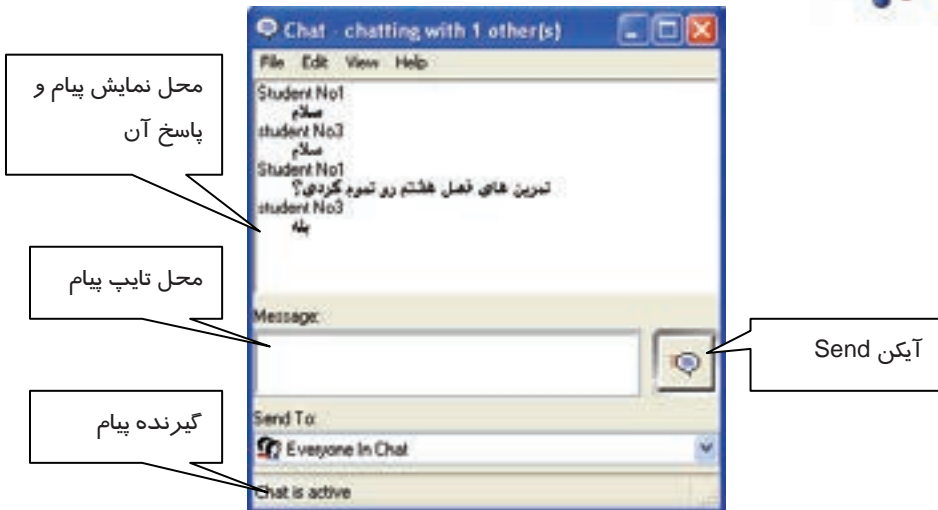 Chat - chatting with 1 other(s)
File Edit View Help
Student No1
سلام
student No3
سلام
Student No1
تمرین های فصل هشتم رو تموم کردی؟
student No3
بله
Message:
Send To:
Everyone In Chat
Chat is active
محل نمایش پیام و
پاسخ آن
محل تایپ پیام
گیرنده پیام
آیکن Send